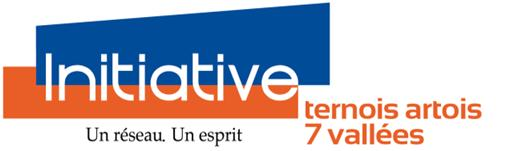 Initiative
ternois artois
7 vallées
Un réseau. Un esprit